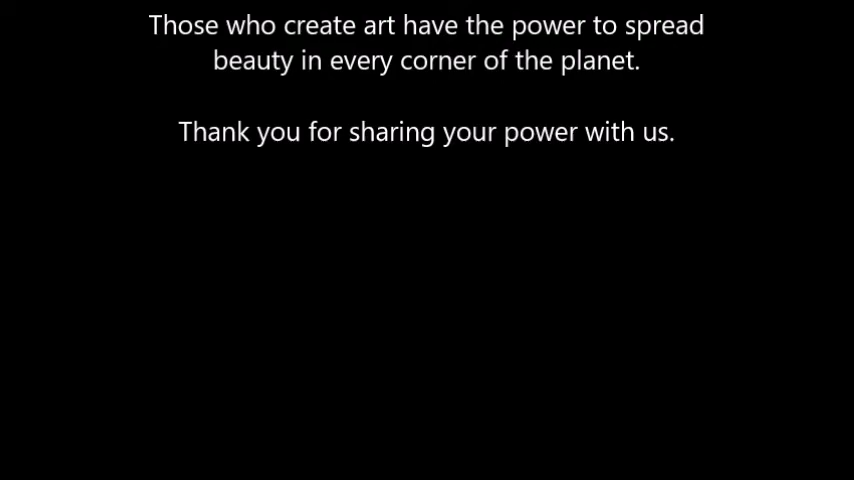 Those who create art have the power to spread
beauty in every corner of the planet.
Thank you for sharing your power with us.